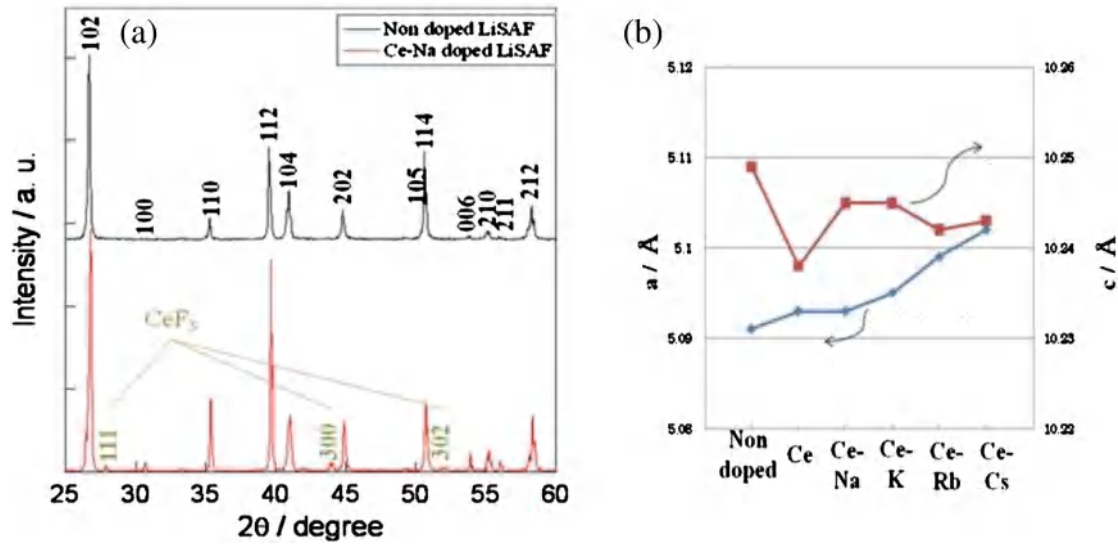 (a)
Non doped LiSAF
Ce-Na doped LiSAF
102
100
110
112
104
202
105
114
006
210
211
212
CeF3
111
300
302
Intensity / a. u.
25 30 35 40 45 50 55 60
2θ / degree
(b)
5.12
5.11
5.1
5.09
5.08
a / Å
10.26
10.25
10.24
10.23
10.22
c / Å
Non doped
Ce
Ce-Na
Ce-K
Ce-Rb
Ce-Cs